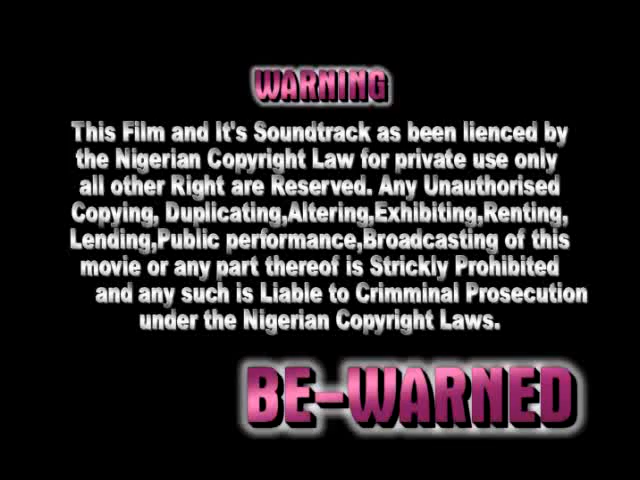 WARNING
This Film and It's Soundtrack as been lienced by
the Nigerian Copyright Law for private use only
all other Right are Reserved. Any Unauthorised
Copying, Duplicating,Altering,Exhibiting,Renting,
Lending,Public performance,Broadcasting of this
movie or any part thereof is Strickly Prohibited
and any such is Liable to Crimminal Prosecution
under the Nigerian Copyright Laws.
BE-WARNED